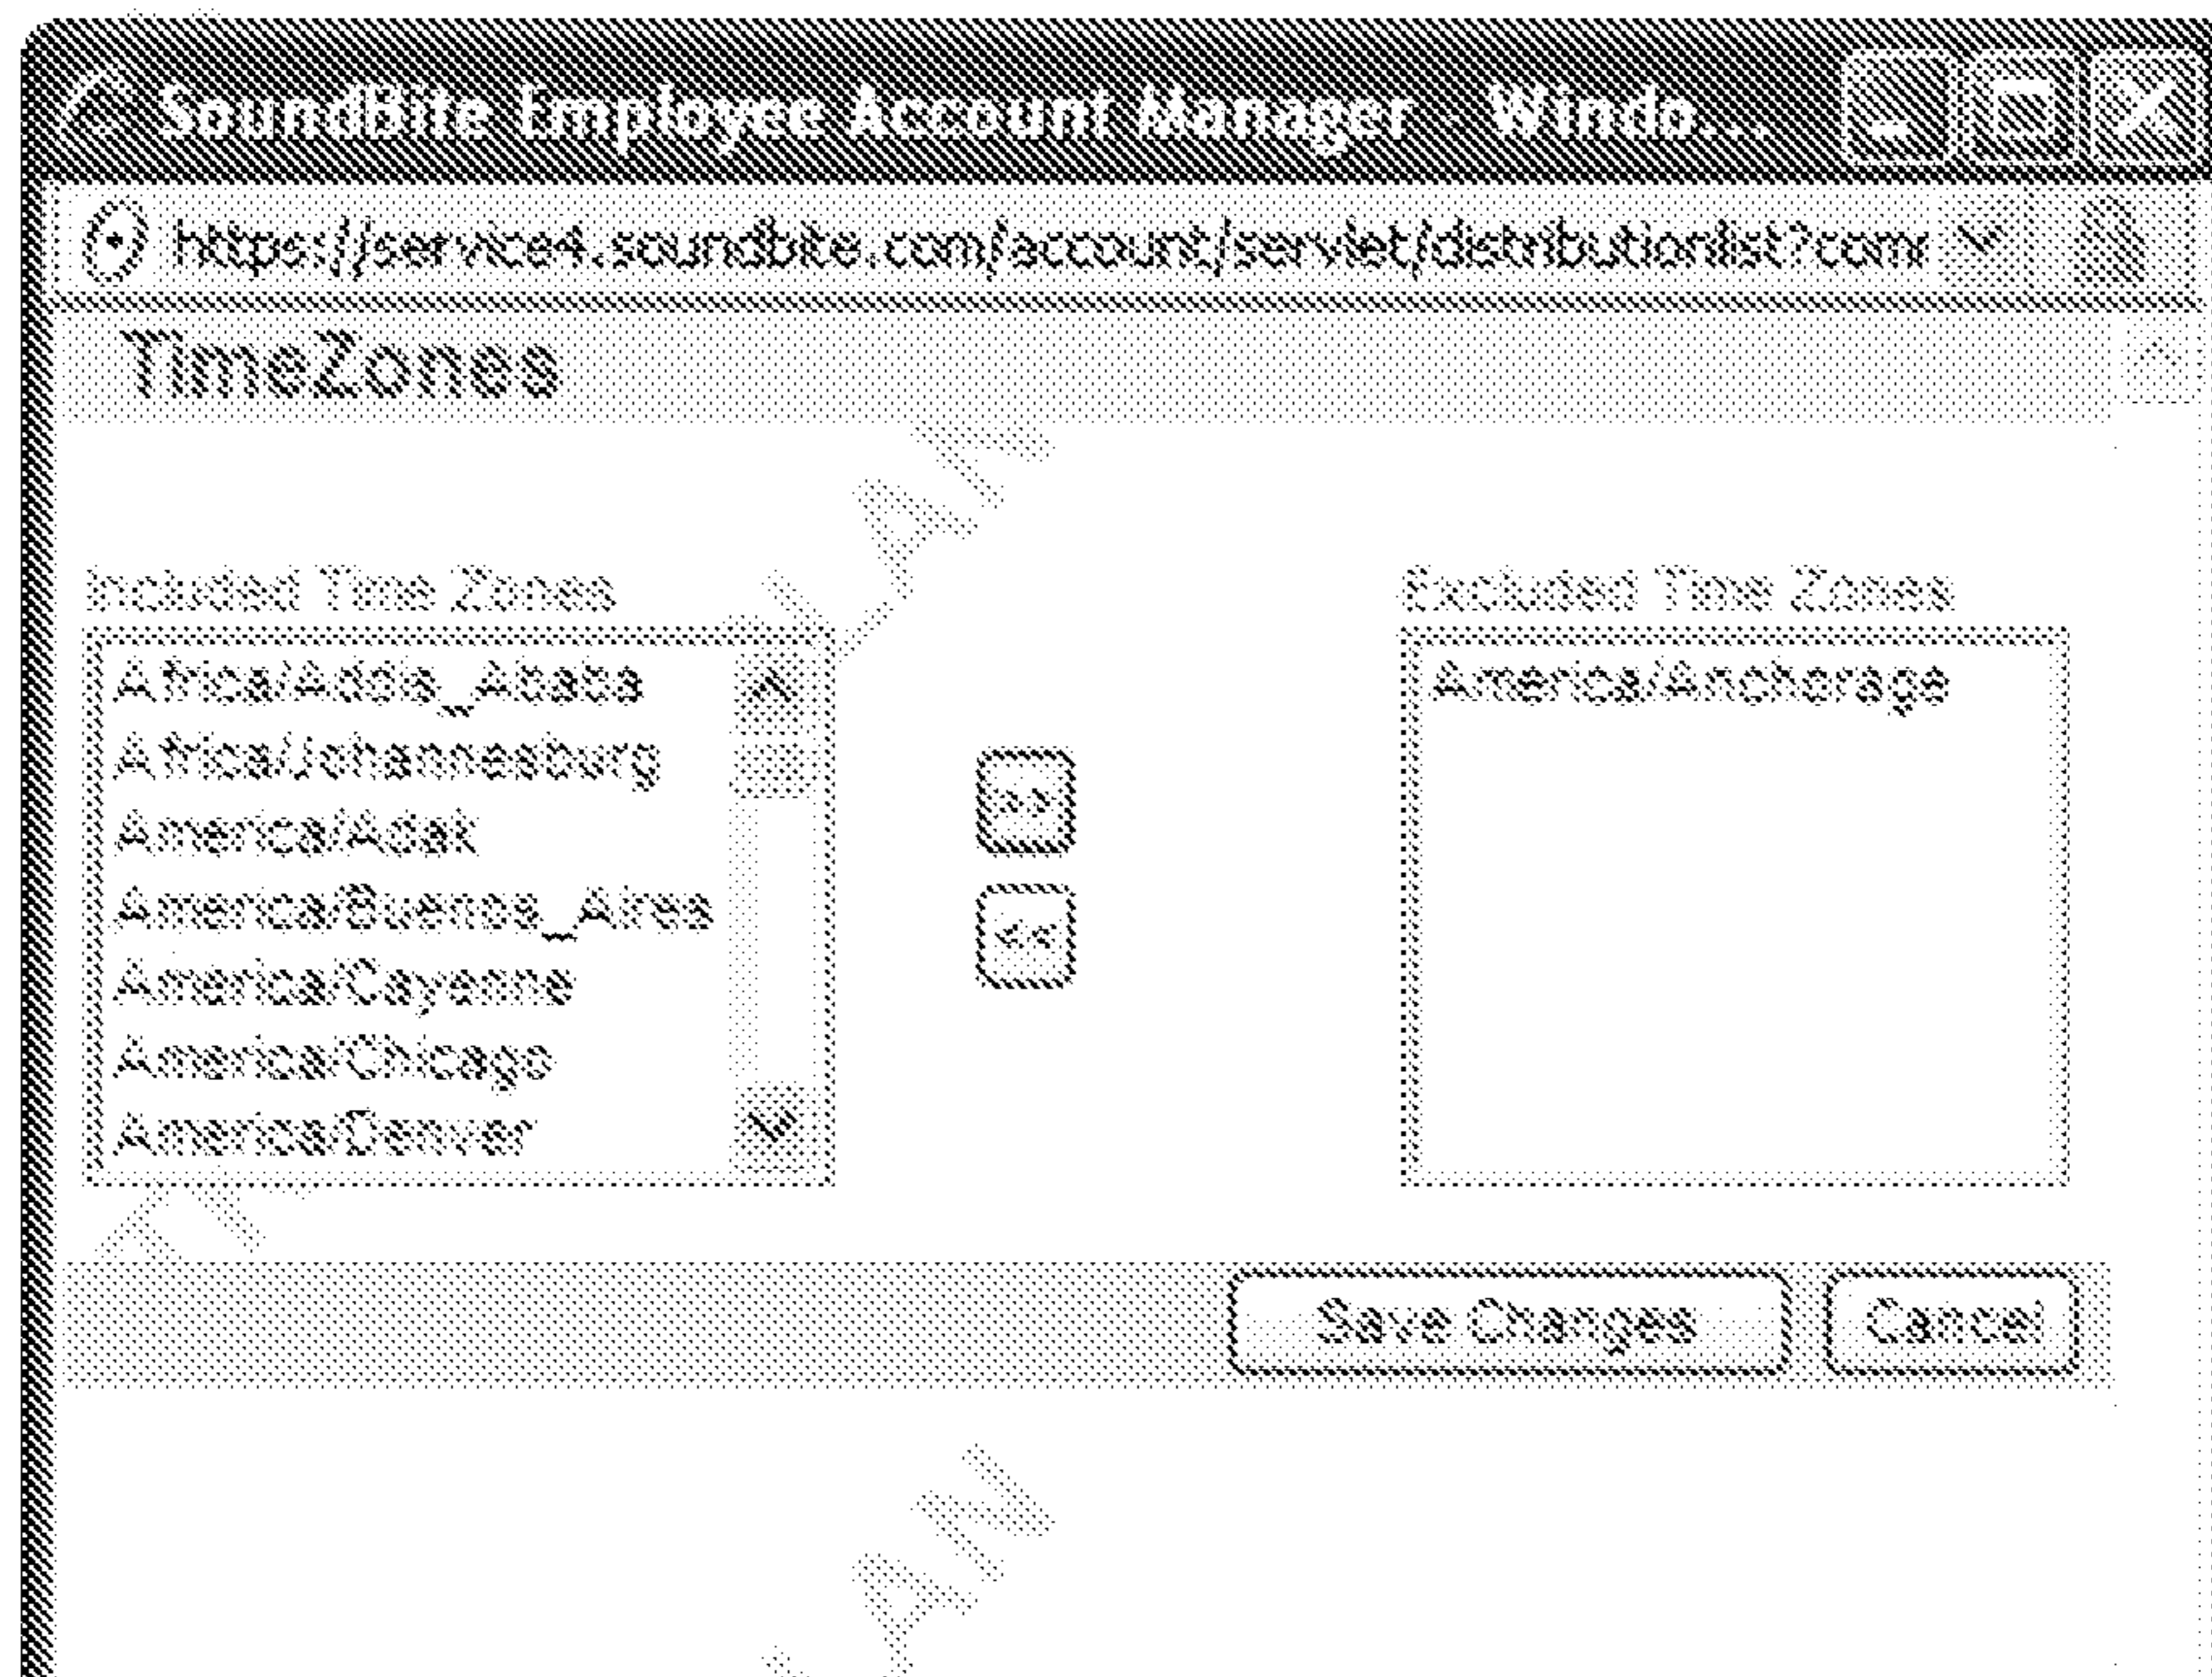 SoundBite Employee Account Manager - Windo...
https://service4.soundbite.com/account/servlet/distributionlist?com
TimeZones
Included Time Zones
Africa/Addis_Ababa
Africa/Johannesburg
America/Adak
America/Buenos_Aires
America/Cayenne
America/Chicago
America/Denver
>>
<<
Excluded Time Zones
America/Anchorage
Save Changes
Cancel